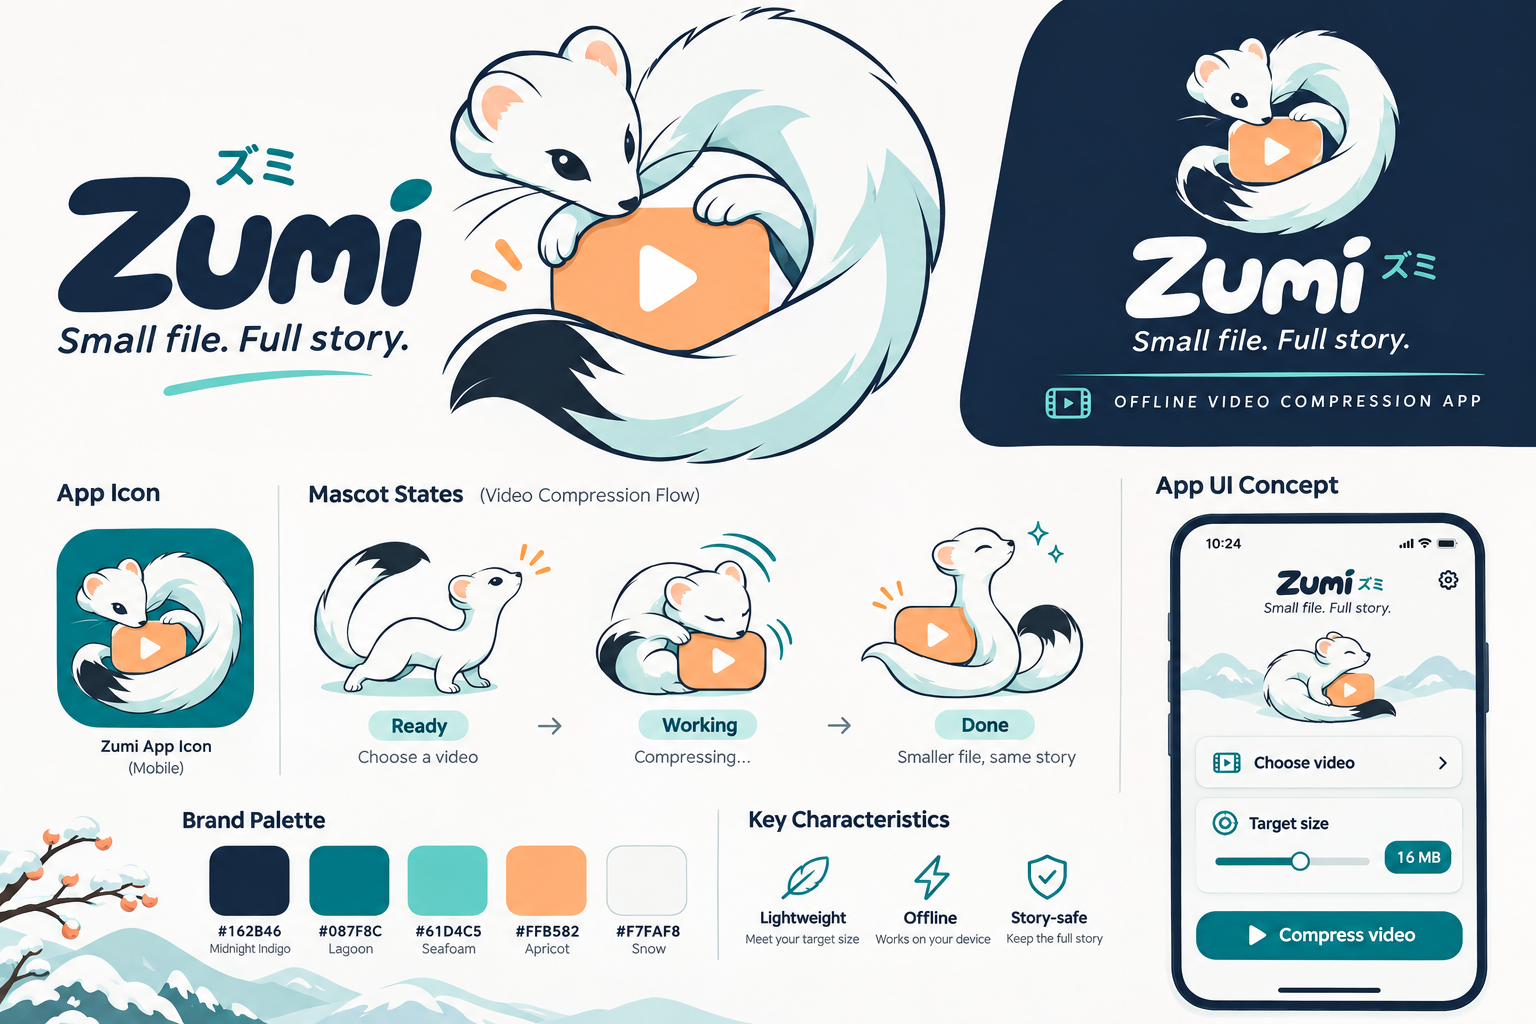 ズミ
Zumi
Small file. Full story.
Zumi ズミ
Small file. Full story.
OFFLINE VIDEO COMPRESSION APP
App Icon
Zumi App Icon
(Mobile)
Mascot States (Video Compression Flow)
Ready
Choose a video
Working
Compressing...
Done
Smaller file, same story
App UI Concept
10:24
Zumi ズミ
Small file. Full story.
Choose video
Target size
16 MB
Compress video
Brand Palette
#162B46
Midnight Indigo
#087F8C
Lagoon
#61D4C5
Seafoam
#FFB582
Apricot
#F7FAF8
Snow
Key Characteristics
Lightweight
Meet your target size
Offline
Works on your device
Story-safe
Keep the full story